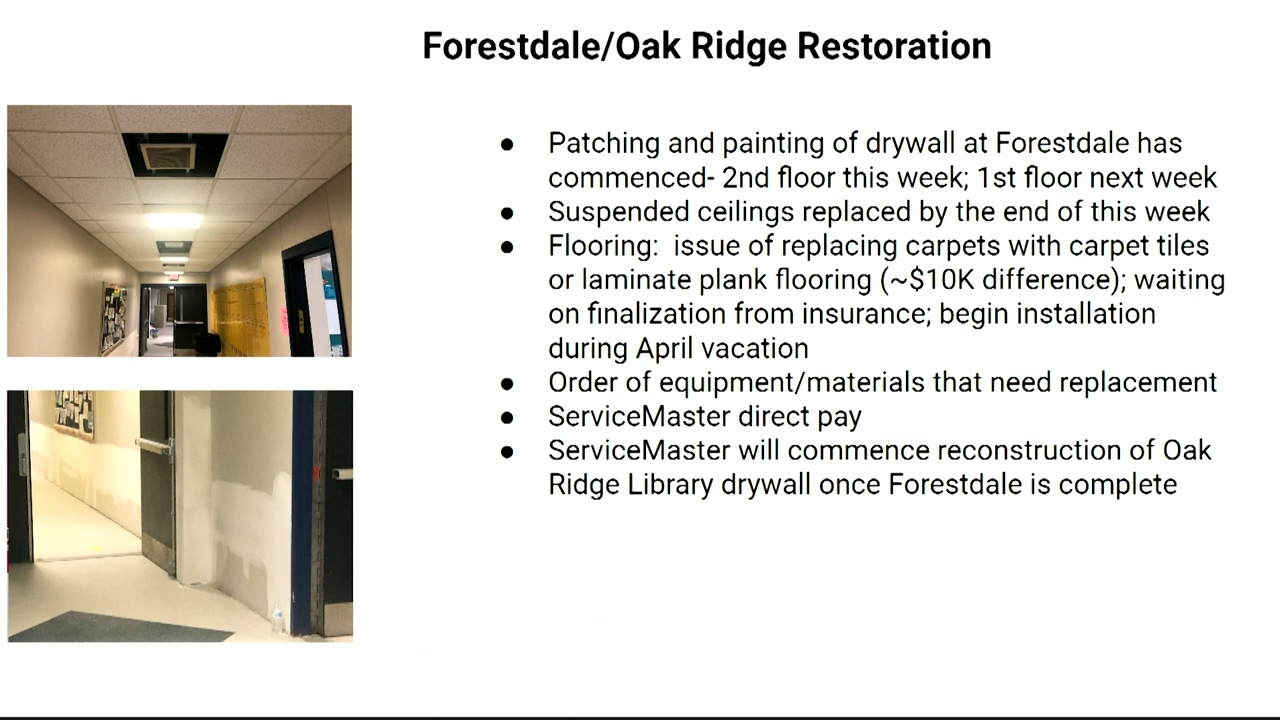 Forestdale/Oak Ridge Restoration
● Patching and painting of drywall at Forestdale has
commenced- 2nd floor this week; 1st floor next week
● Suspended ceilings replaced by the end of this week
● Flooring:  issue of replacing carpets with carpet tiles
or laminate plank flooring (~$10K difference); waiting
on finalization from insurance; begin installation
during April vacation
● Order of equipment/materials that need replacement
● ServiceMaster direct pay
● ServiceMaster will commence reconstruction of Oak
Ridge Library drywall once Forestdale is complete